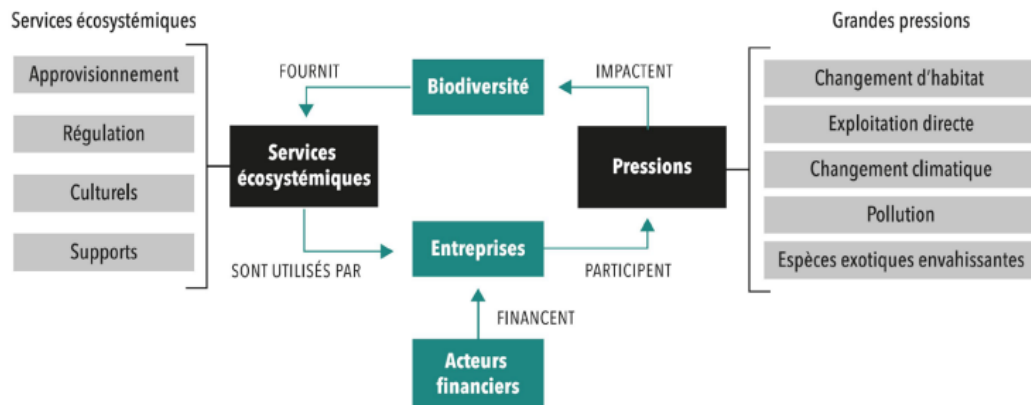 Services écosystémiques
Approvisionnement
Régulation
Culturels
Supports
FOURNIT
Biodiversité
IMPACTENT
Services
écosystémiques
Pressions
SONT UTILISÉS PAR
Entreprises
PARTICIPENT
FINANCENT
Acteurs
financiers
Grandes pressions
Changement d’habitat
Exploitation directe
Changement climatique
Pollution
Espèces exotiques envahissantes